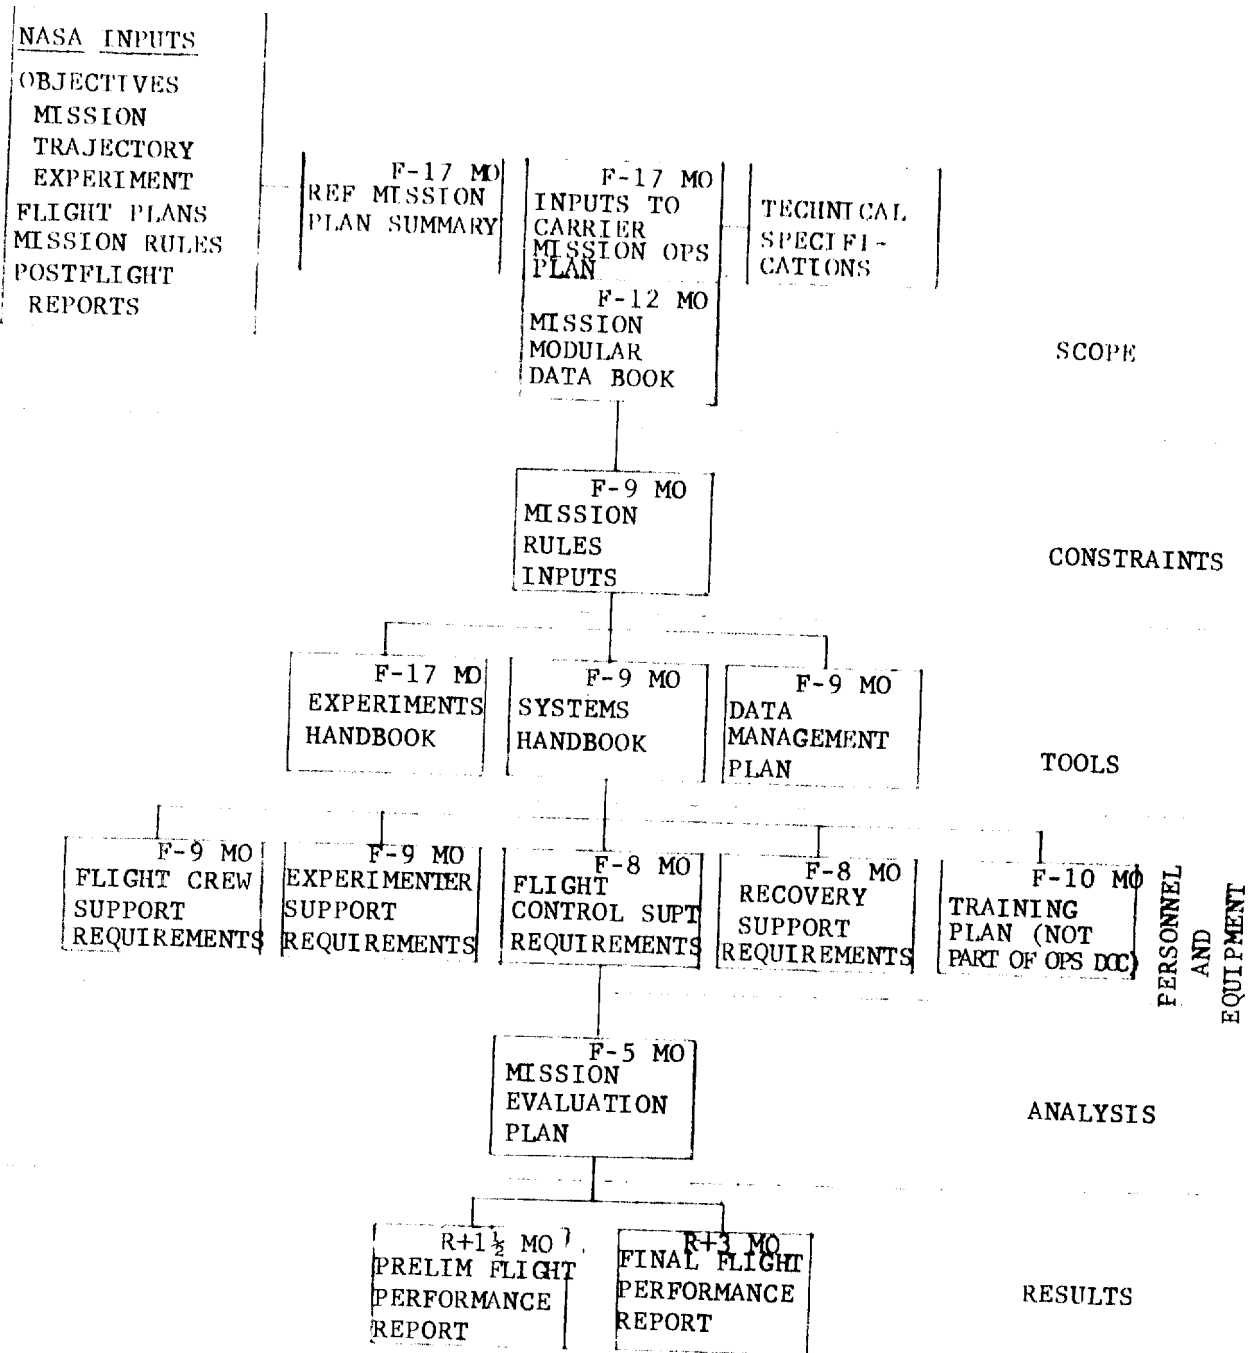 NASA INPUTS
OBJECTIVES
MISSION
TRAJECTORY
EXPERIMENT
FLIGHT PLANS
MISSION RULES
POSTFLIGHT
REPORTS
F-17 MO
REF MISSION
PLAN SUMMARY
F-17 MO
INPUTS TO
CARRIER
MISSION OPS
PLAN
TECHNICAL
SPECIFI-
CATIONS
F-12 MO
MISSION
MODULAR
DATA BOOK
SCOPE
F-9 MO
MISSION
RULES
INPUTS
CONSTRAINTS
F-17 MO
EXPERIMENTS
HANDBOOK
F-9 MO
SYSTEMS
HANDBOOK
F-9 MO
DATA
MANAGEMENT
PLAN
TOOLS
F-9 MO
FLIGHT CREW
SUPPORT
REQUIREMENTS
F-9 MO
EXPERIMENTER
SUPPORT
REQUIREMENTS
F-8 MO
FLIGHT
CONTROL SUPT
REQUIREMENTS
F-8 MO
RECOVERY
SUPPORT
REQUIREMENTS
F-10 MO
TRAINING
PLAN (NOT
PART OF OPS DOC)
PERSONNEL
AND
EQUIPMENT
F-5 MO
MISSION
EVALUATION
PLAN
ANALYSIS
R+1½ MO
PRELIM FLIGHT
PERFORMANCE
REPORT
R+3 MO
FINAL FLIGHT
PERFORMANCE
REPORT
RESULTS